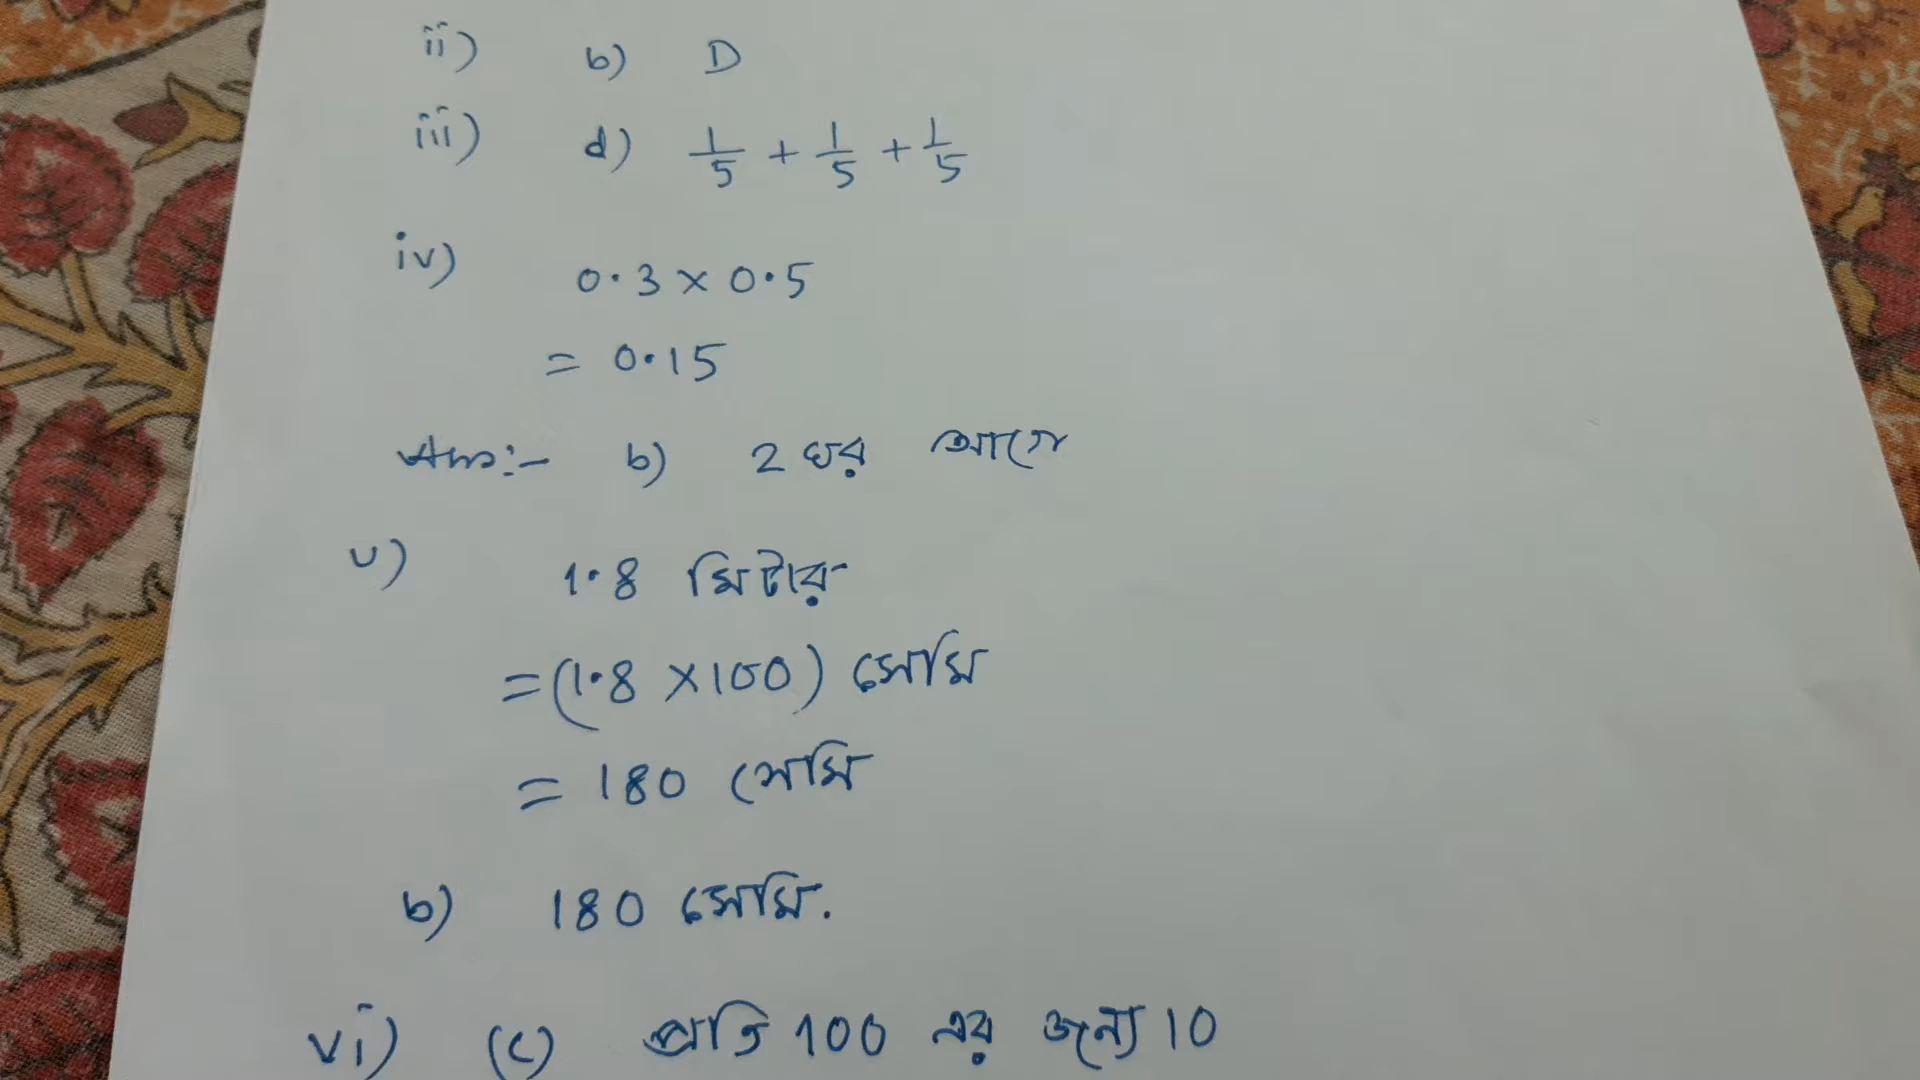 ii) b) D
iii) d) 1/5 + 1/5 + 1/5
iv) 0.3 × 0.5
= 0.15
Ans:- b) 2 ঘর আগে
v) 1.8 মিটার
= (1.8 × 100) সেমি
= 180 সেমি
b) 180 সেমি.
vi) (c) প্রতি 100 এর জন্য 10